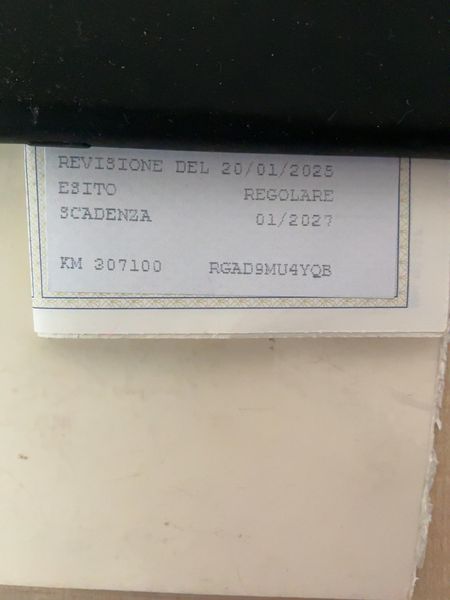 REVISIONE DEL 20/01/2025
ESITO REGOLARE
SCADENZA 01/2027
KM 307100 RGAD9MU4YQB